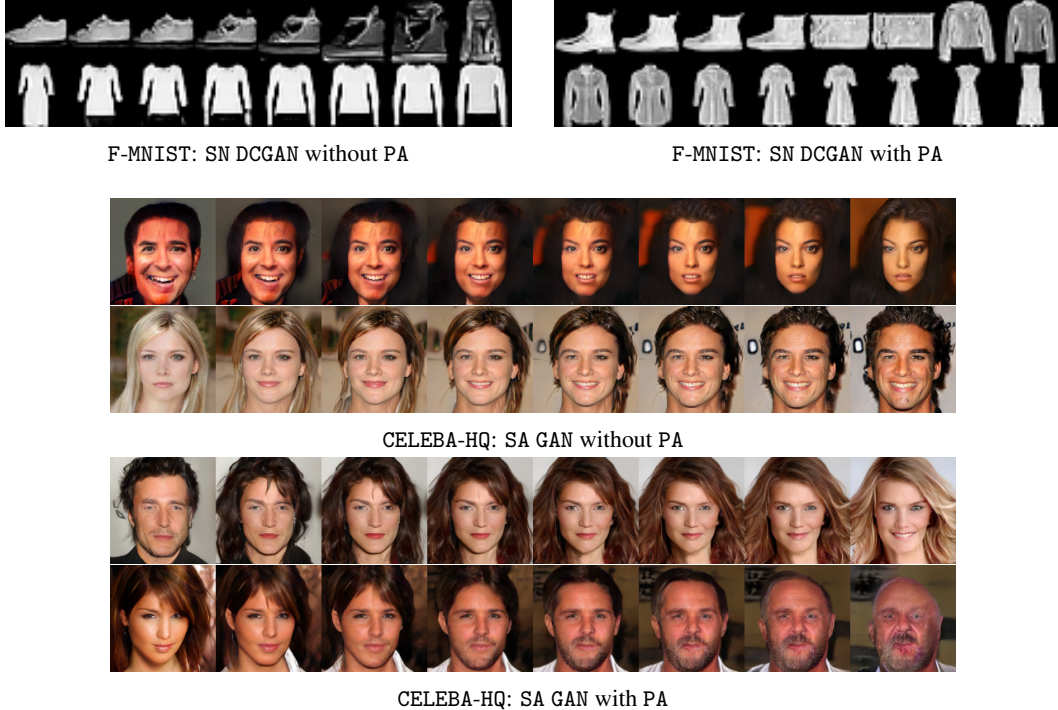 F-MNIST: SN DCGAN without PA
F-MNIST: SN DCGAN with PA
CELEBA-HQ: SA GAN without PA
CELEBA-HQ: SA GAN with PA